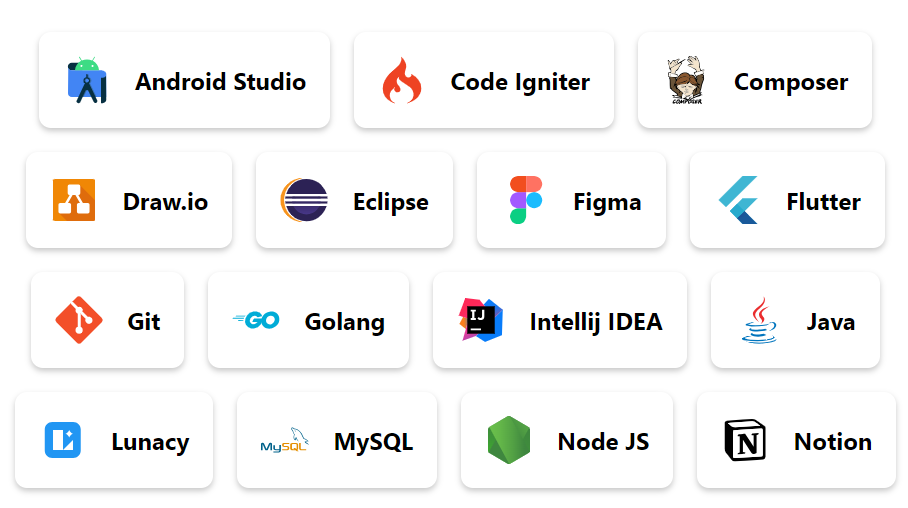 Android Studio
Code Igniter
COMPOSER
Composer
Draw.io
Eclipse
Figma
Flutter
Git
GO
Golang
IJ
Intellij IDEA
Java
Lunacy
MySQL
MySQL
Node JS
N
Notion